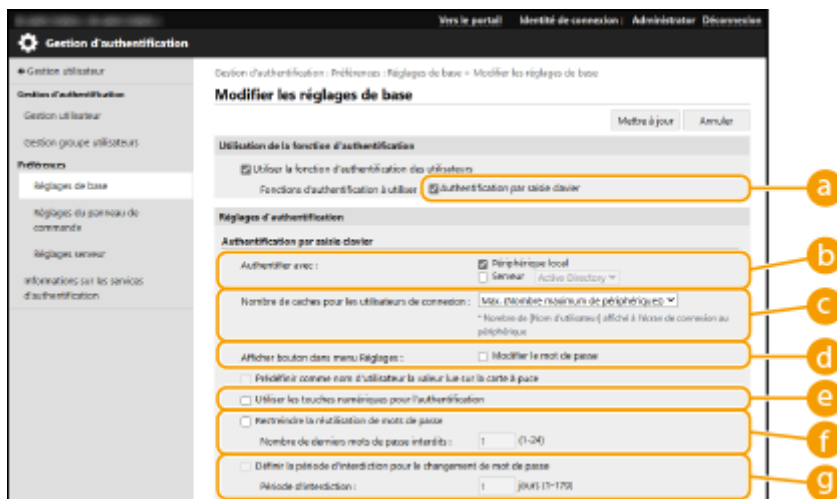 Vers le portail Identité de connexion : Administrator Déconnexion
Gestion d'authentification
Gestion utilisateur
Gestion d'authentification : Préférences : Réglages de base > Modifier les réglages de base
Gestion d'authentification
Modifier les réglages de base
Gestion utilisateur
Mettre à jour Annuler
Gestion groupe utilisateurs
Utilisation de la fonction d'authentification
Préférences
Utiliser la fonction d'authentification des utilisateurs
Réglages de base
Fonctions d'authentification à utiliser Authentification par saisie clavier
a
Réglages du panneau de
commande
Réglages d'authentification
Réglages serveur
Authentification par saisie clavier
Informations sur les services
d'authentification
Authentifier avec : Périphérique local
b
Serveur Active Directory
Nombre de caches pour les utilisateurs de connexion : Max. (Nombre maximum de périphériques)
c
* Nombre de [Nom d'utilisateur] affiché à l'écran de connexion au
périphérique
Afficher bouton dans menu Réglages : Modifier le mot de passe
d
Prédéfinir comme nom d'utilisateur la valeur lue sur la carte à puce
Utiliser les touches numériques pour l'authentification
e
Restreindre la réutilisation de mots de passe
f
Nombre de derniers mots de passe interdits : 1 (1-24)
Définir la période d'interdiction pour le changement de mot de passe
g
Période d'interdiction : 1 jours (1-179)